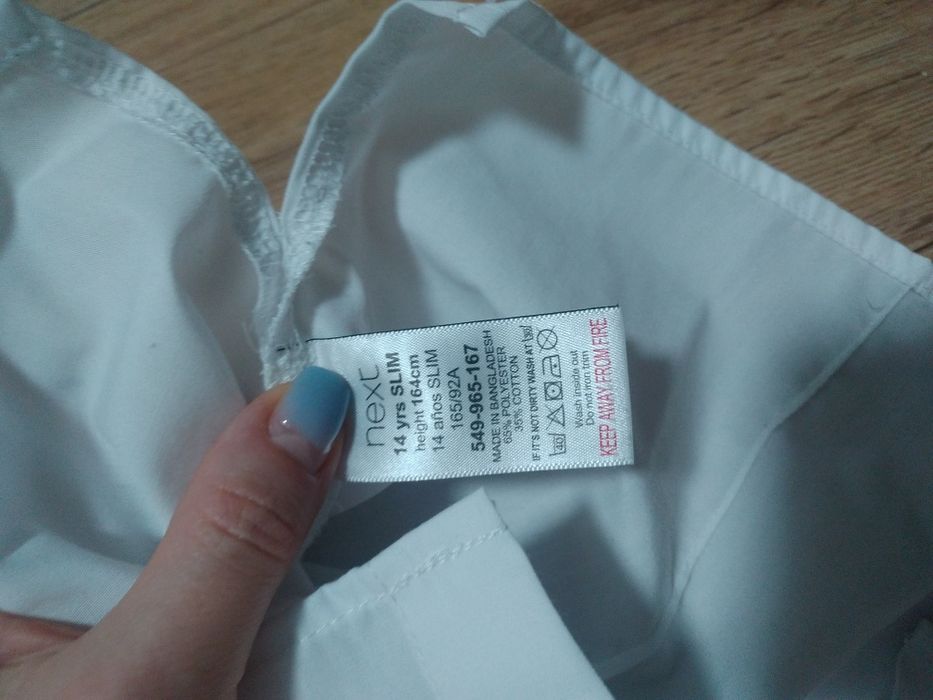 next
14 yrs SLIM
height 164cm
14 años SLIM
165/92A
549-965-167
MADE IN BANGLADESH
65% POLYESTER
35% COTTON
IF IT'S NOT DIRTY WASH AT 30°
40
Wash inside out
Do not iron trim
KEEP AWAY FROM FIRE